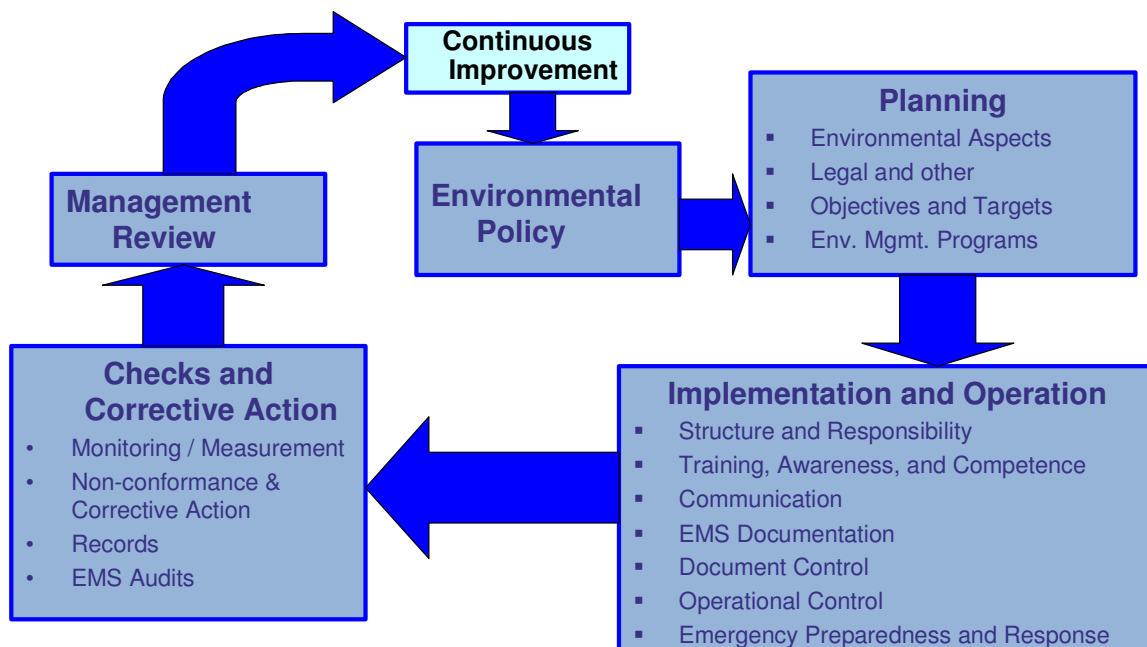 Continuous
Improvement
Planning
▪ Environmental Aspects
▪ Legal and other
▪ Objectives and Targets
▪ Env. Mgmt. Programs
Environmental
Policy
Management
Review
Checks and
Corrective Action
• Monitoring / Measurement
• Non-conformance &
Corrective Action
• Records
• EMS Audits
Implementation and Operation
▪ Structure and Responsibility
▪ Training, Awareness, and Competence
▪ Communication
▪ EMS Documentation
▪ Document Control
▪ Operational Control
▪ Emergency Preparedness and Response